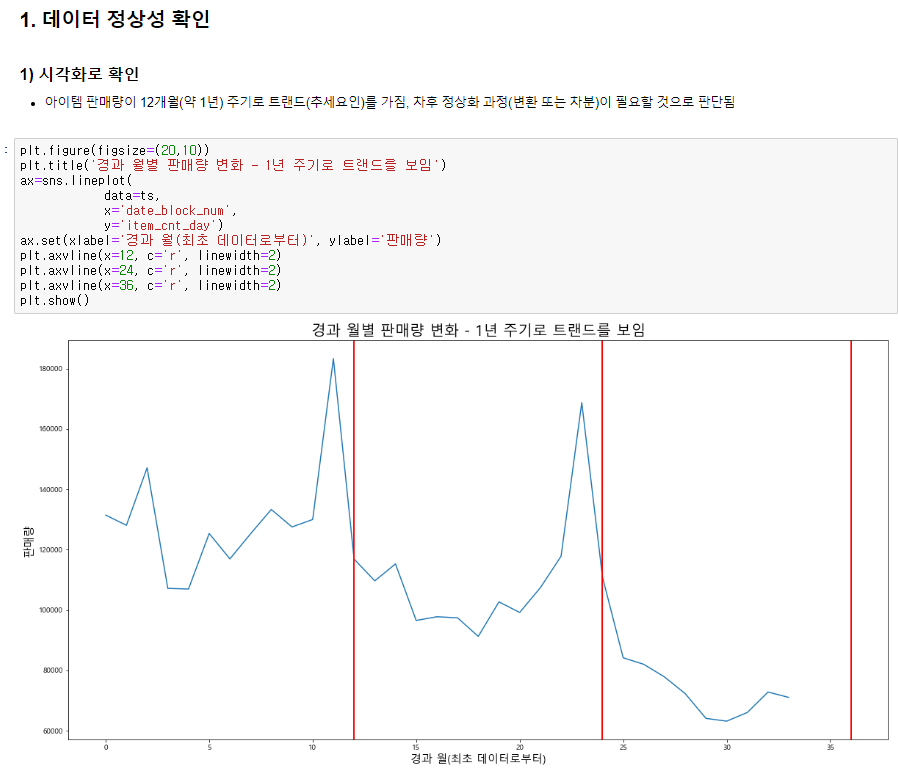 1. 데이터 정상성 확인
1) 시각화로 확인
• 아이템 판매량이 12개월(약 1년) 주기로 트랜드(추세요인)를 가짐, 차후 정상화 과정(변환 또는 차분)이 필요할 것으로 판단됨
:
plt.figure(figsize=(20,10))
plt.title('경과 월별 판매량 변화 - 1년 주기로 트랜드를 보임')
ax=sns.lineplot(
data=ts,
x='date_block_num',
y='item_cnt_day')
ax.set(xlabel='경과 월(최초 데이터로부터)', ylabel='판매량')
plt.axvline(x=12, c='r', linewidth=2)
plt.axvline(x=24, c='r', linewidth=2)
plt.axvline(x=36, c='r', linewidth=2)
plt.show()
경과 월별 판매량 변화 - 1년 주기로 트랜드를 보임
180000
160000
140000
120000
100000
80000
60000
판매량
0 5 10 15 20 25 30 35
경과 월(최초 데이터로부터)